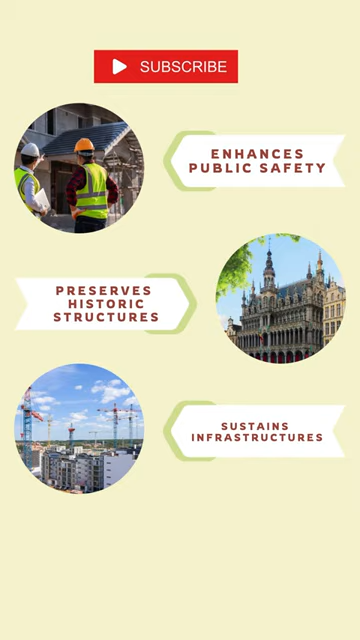 SUBSCRIBE
ENHANCES
PUBLIC SAFETY
PRESERVES
HISTORIC
STRUCTURES
SUSTAINS
INFRASTRUCTURES